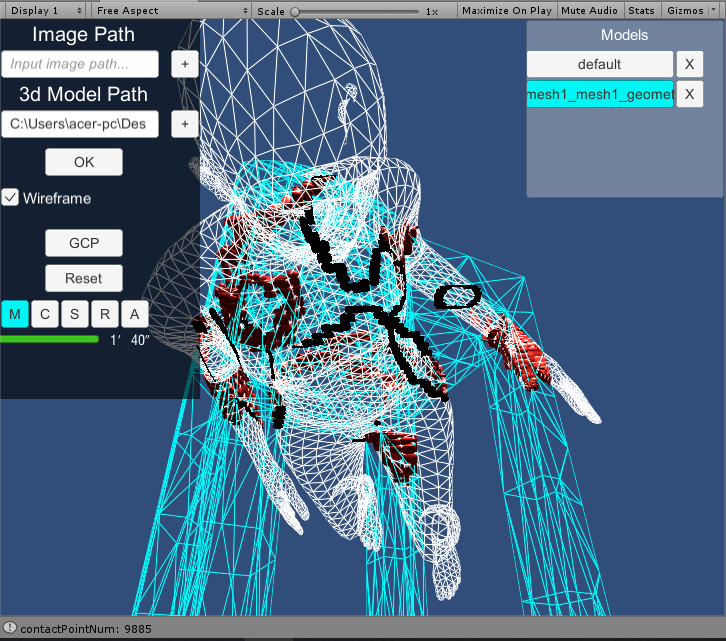 Display 1 Free Aspect Scale 1x Maximize On Play Mute Audio Stats Gizmos
Image Path
Input image path...
+
3d Model Path
C:\Users\acer-pc\Des
+
OK
Wireframe
GCP
Reset
M C S R A
1′ 40″
Models
default X
mesh1_mesh1_geomet X
contactPointNum: 9885